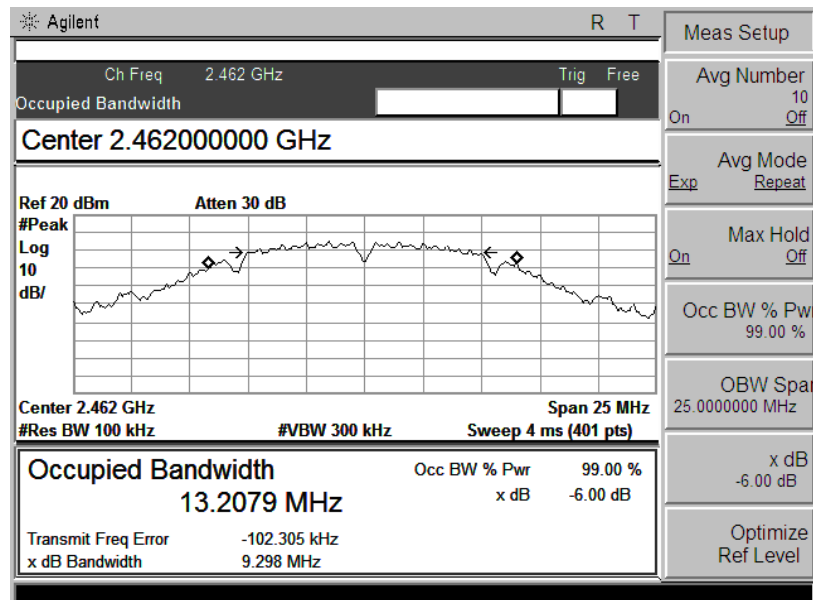 Agilent R T
Meas Setup
Ch Freq 2.462 GHz Trig Free
Occupied Bandwidth
Center 2.462000000 GHz
Ref 20 dBm Atten 30 dB
#Peak
Log
10
dB/
Center 2.462 GHz Span 25 MHz
#Res BW 100 kHz #VBW 300 kHz Sweep 4 ms (401 pts)
Occupied Bandwidth Occ BW % Pwr 99.00 %
13.2079 MHz x dB -6.00 dB
Transmit Freq Error -102.305 kHz
x dB Bandwidth 9.298 MHz
Avg Number
10
On Off
Avg Mode
Exp Repeat
Max Hold
On Off
Occ BW % Pwr
99.00 %
OBW Span
25.0000000 MHz
x dB
-6.00 dB
Optimize
Ref Level